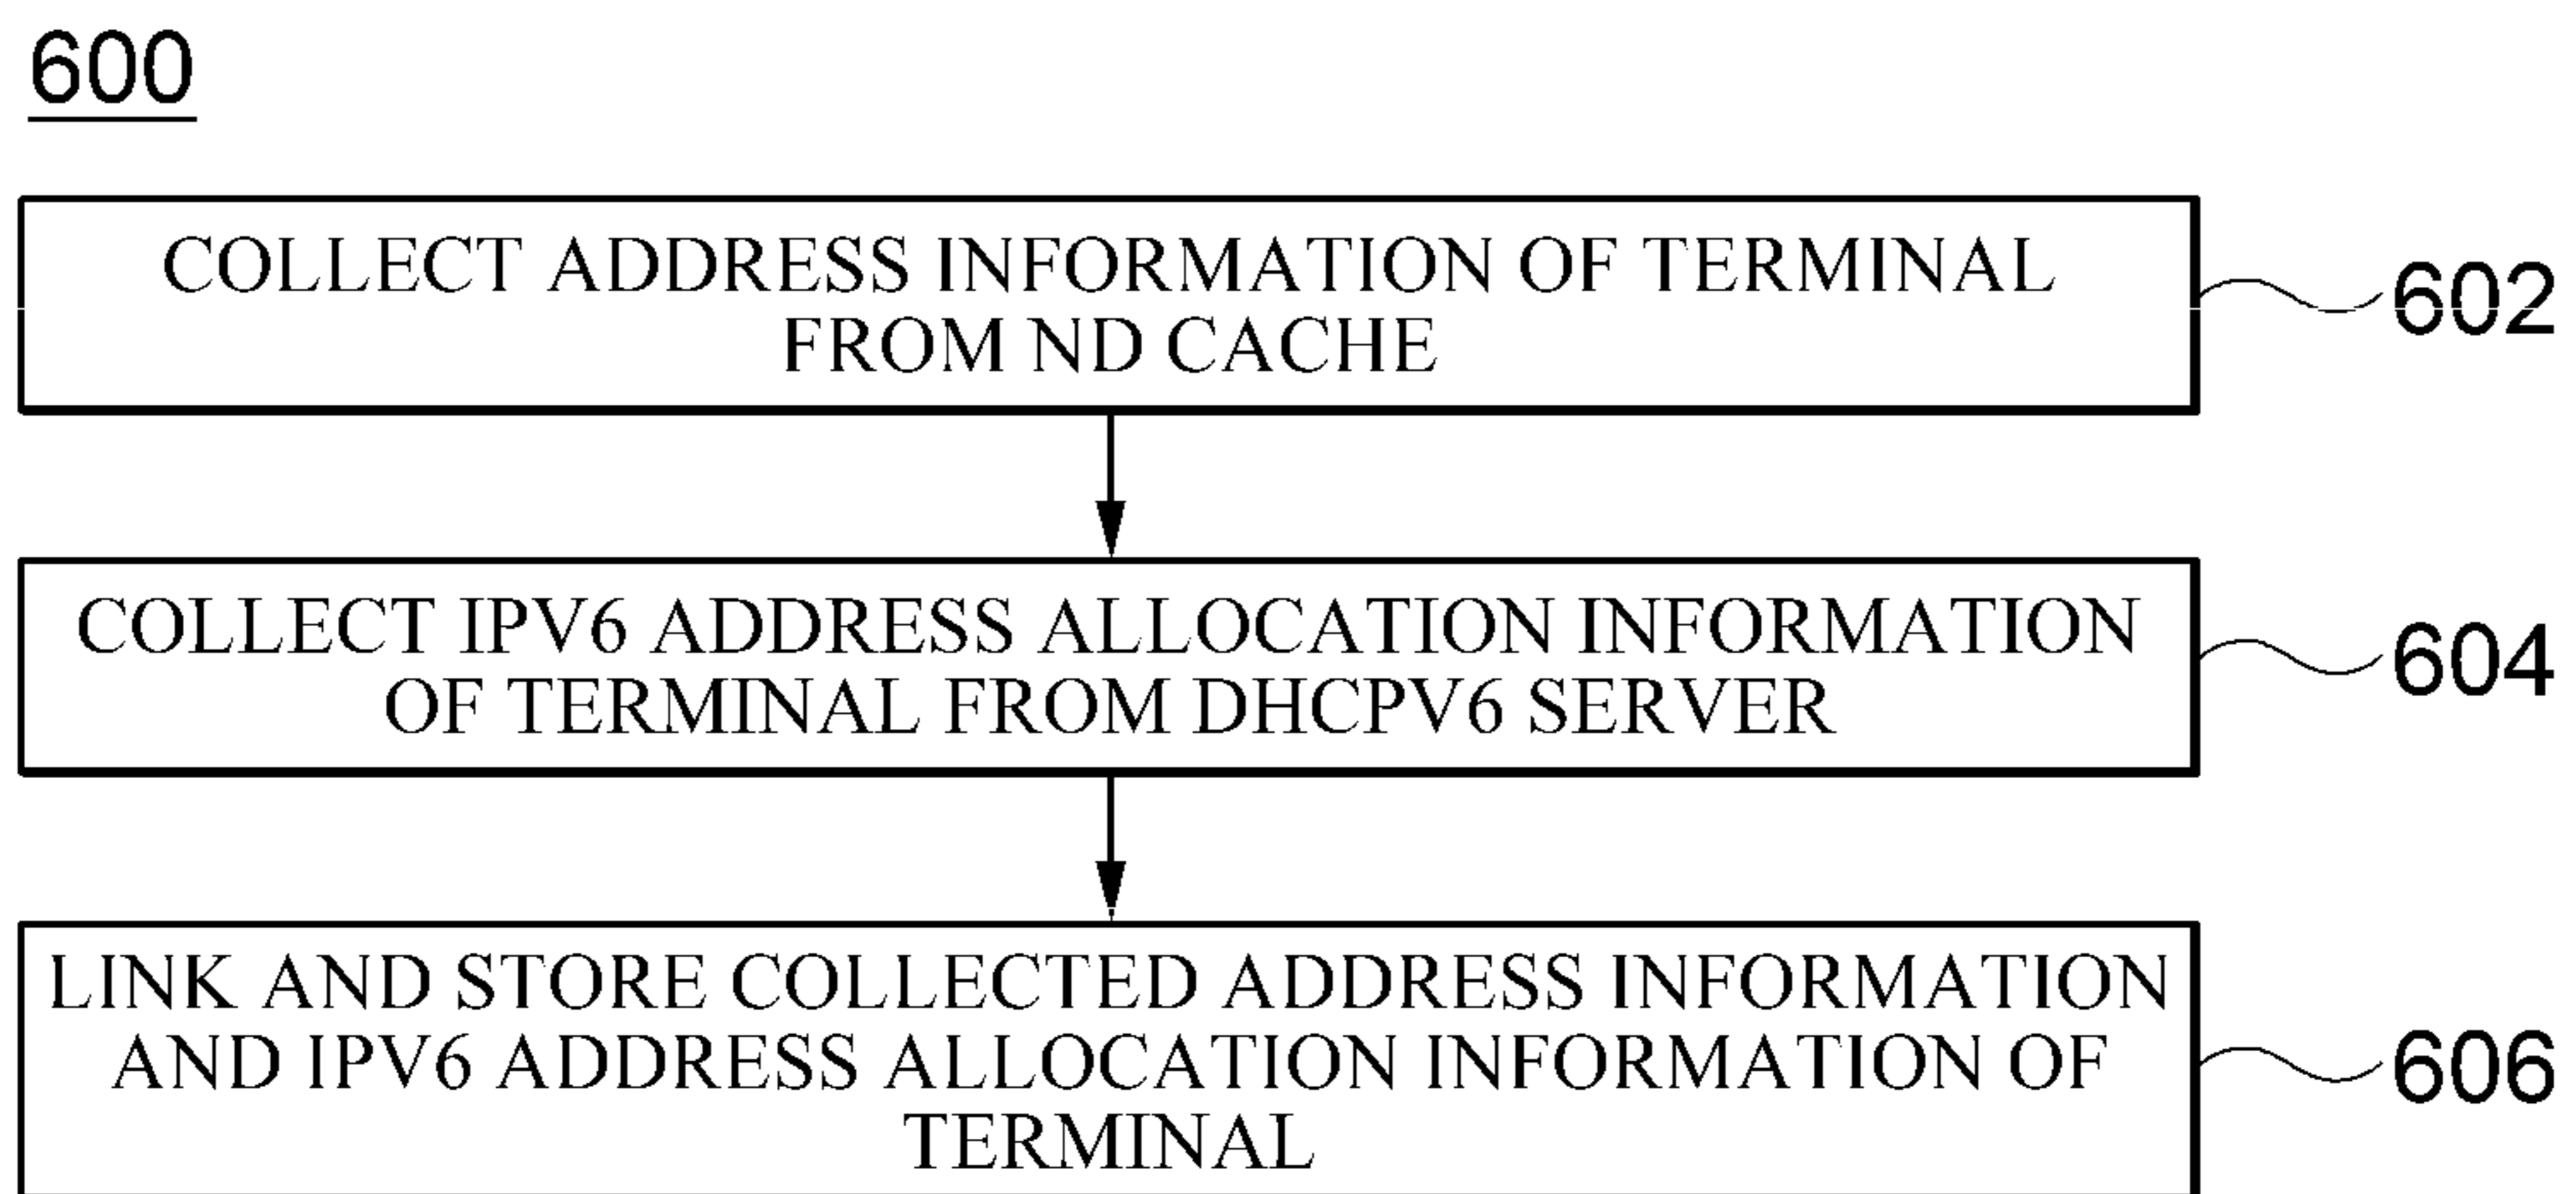 600
COLLECT ADDRESS INFORMATION OF TERMINAL
FROM ND CACHE
602
COLLECT IPV6 ADDRESS ALLOCATION INFORMATION
OF TERMINAL FROM DHCPV6 SERVER
604
LINK AND STORE COLLECTED ADDRESS INFORMATION
AND IPV6 ADDRESS ALLOCATION INFORMATION OF
TERMINAL
606